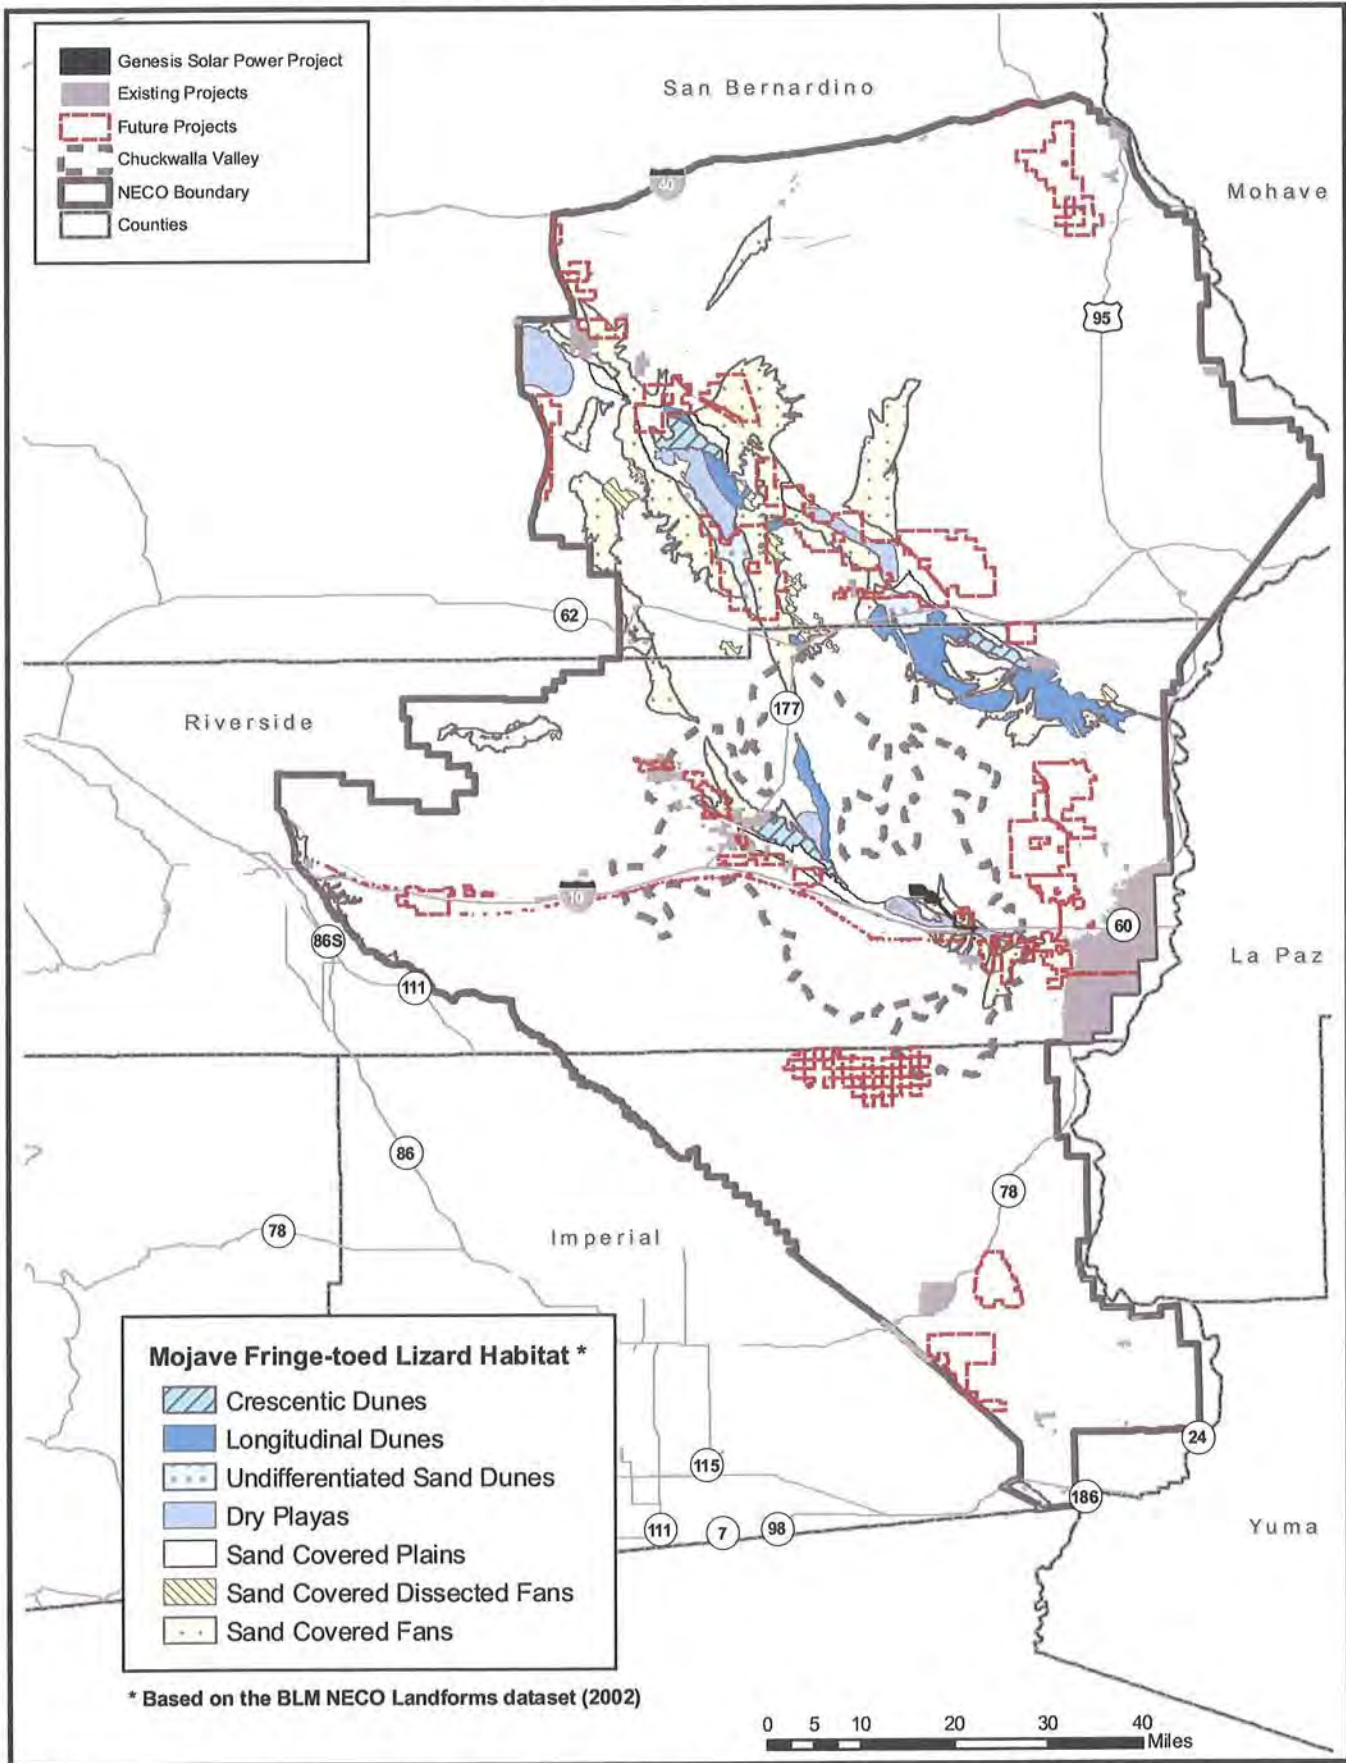 Genesis Solar Power Project
Existing Projects
Future Projects
Chuckwalla Valley
NECO Boundary
Counties
San Bernardino
Mohave
40
95
62
177
Riverside
10
60
La Paz
86S
111
86
78
78
Imperial
Mojave Fringe-toed Lizard Habitat *
Crescentic Dunes
Longitudinal Dunes
Undifferentiated Sand Dunes
Dry Playas
Sand Covered Plains
Sand Covered Dissected Fans
Sand Covered Fans
115
24
186
111
7
98
Yuma
* Based on the BLM NECO Landforms dataset (2002)
0 5 10 20 30 40
Miles